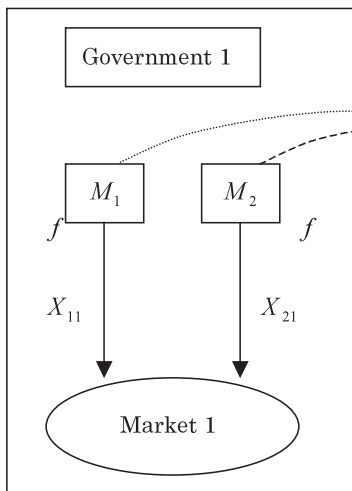 Government 1
M₁ M₂
f f
X₁₁ X₂₁
Market 1